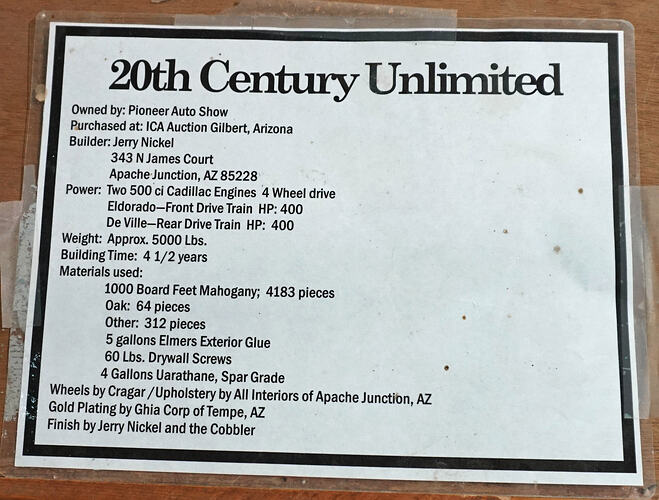 20th Century Unlimited
Owned by: Pioneer Auto Show
Purchased at: ICA Auction Gilbert, Arizona
Builder: Jerry Nickel
343 N James Court
Apache Junction, AZ 85228
Power: Two 500 ci Cadillac Engines 4 Wheel drive
Eldorado—Front Drive Train HP: 400
De Ville—Rear Drive Train HP: 400
Weight: Approx. 5000 Lbs.
Building Time: 4 1/2 years
Materials used:
1000 Board Feet Mahogany; 4183 pieces
Oak: 64 pieces
Other: 312 pieces
5 gallons Elmers Exterior Glue
60 Lbs. Drywall Screws
4 Gallons Uarathane, Spar Grade
Wheels by Cragar /Upholstery by All Interiors of Apache Junction, AZ
Gold Plating by Ghia Corp of Tempe, AZ
Finish by Jerry Nickel and the Cobbler